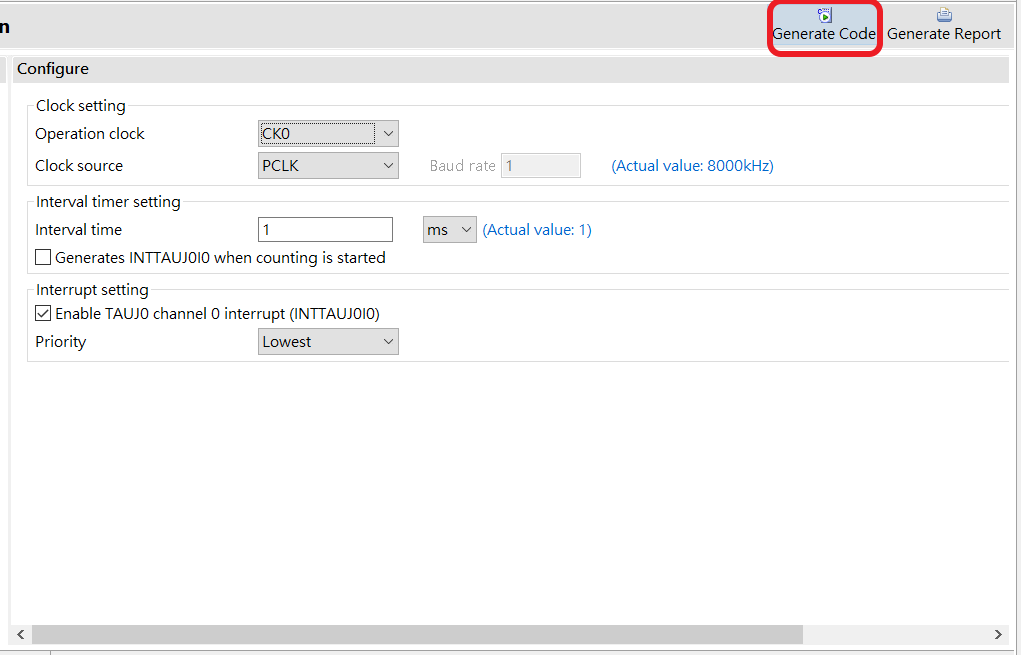 n
Generate Code Generate Report
Configure
Clock setting
Operation clock CK0
Clock source PCLK Baud rate 1 (Actual value: 8000kHz)
Interval timer setting
Interval time 1 ms (Actual value: 1)
Generates INTTAUJ0I0 when counting is started
Interrupt setting
Enable TAUJ0 channel 0 interrupt (INTTAUJ0I0)
Priority Lowest